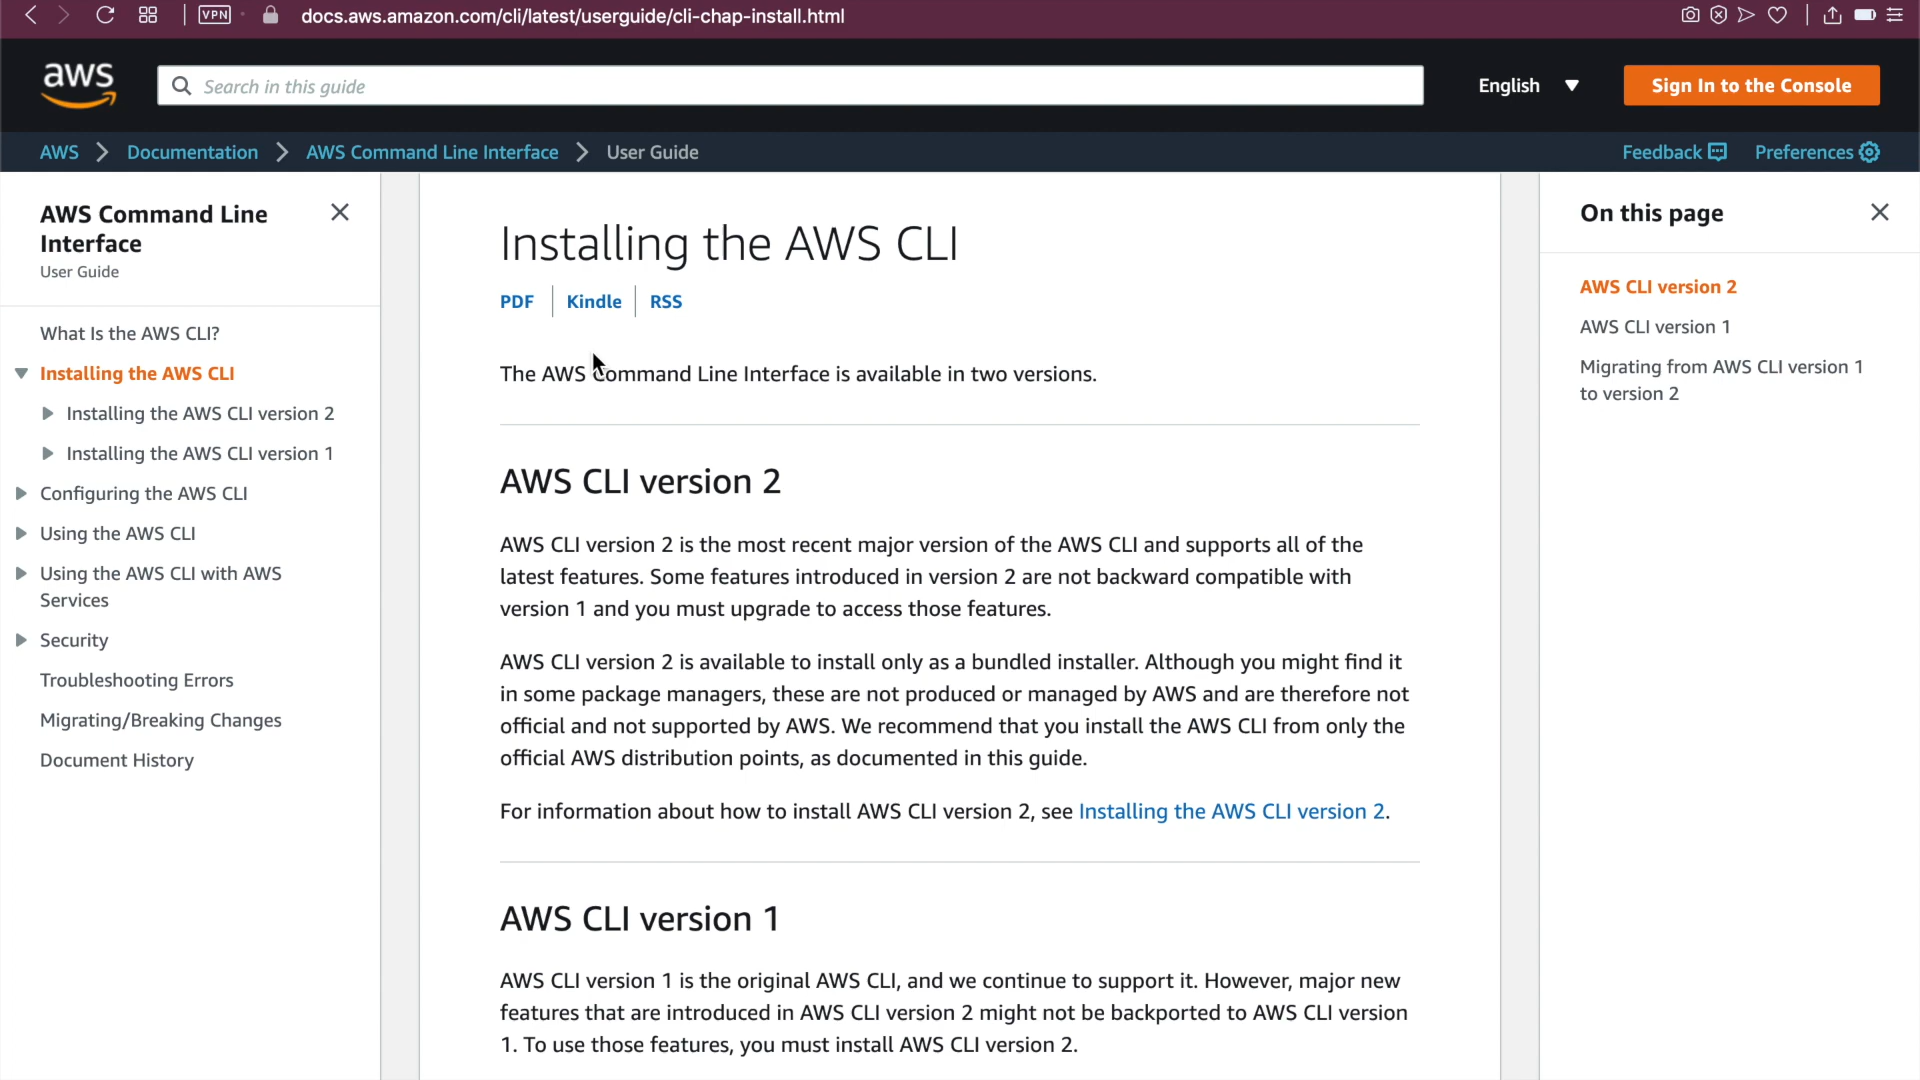 VPN
docs.aws.amazon.com/cli/latest/userguide/cli-chap-install.html
aws
Search in this guide
English
Sign In to the Console
AWS
Documentation
AWS Command Line Interface
User Guide
Feedback
Preferences
AWS Command Line
Interface
User Guide
What Is the AWS CLI?
Installing the AWS CLI
Installing the AWS CLI version 2
Installing the AWS CLI version 1
Configuring the AWS CLI
Using the AWS CLI
Using the AWS CLI with AWS
Services
Security
Troubleshooting Errors
Migrating/Breaking Changes
Document History
Installing the AWS CLI
PDF
Kindle
RSS
The AWS Command Line Interface is available in two versions.
AWS CLI version 2
AWS CLI version 2 is the most recent major version of the AWS CLI and supports all of the
latest features. Some features introduced in version 2 are not backward compatible with
version 1 and you must upgrade to access those features.
AWS CLI version 2 is available to install only as a bundled installer. Although you might find it
in some package managers, these are not produced or managed by AWS and are therefore not
official and not supported by AWS. We recommend that you install the AWS CLI from only the
official AWS distribution points, as documented in this guide.
For information about how to install AWS CLI version 2, see Installing the AWS CLI version 2.
AWS CLI version 1
AWS CLI version 1 is the original AWS CLI, and we continue to support it. However, major new
features that are introduced in AWS CLI version 2 might not be backported to AWS CLI version
1. To use those features, you must install AWS CLI version 2.
On this page
AWS CLI version 2
AWS CLI version 1
Migrating from AWS CLI version 1
to version 2